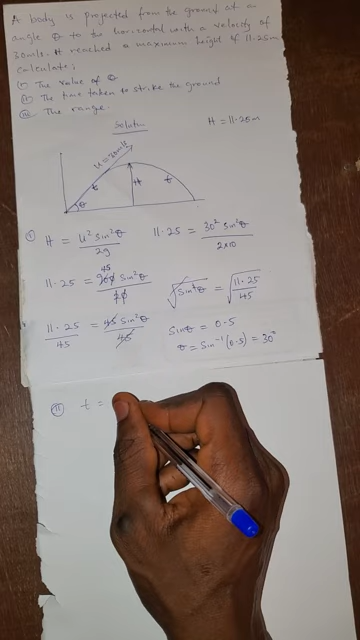 A body is projected from the ground at an
angle θ to the horizontal with a velocity of
30m/s. It reached a maximum height of 11.25m
calculate;
(i) The value of θ
(ii) The time taken to strike the ground
(iii) The range.
Solution
H = 11.25m
u = 30m/s
t
H
t
θ
(i) H = u² sin²θ / 2g
11.25 = 30² sin²θ / 2×10
11.25 = 900 sin²θ / 20
45
√sin²θ = √11.25/45
11.25/45 = 45 sin²θ / 45
sinθ = 0.5
θ = sin⁻¹(0.5) = 30°
(ii) t =